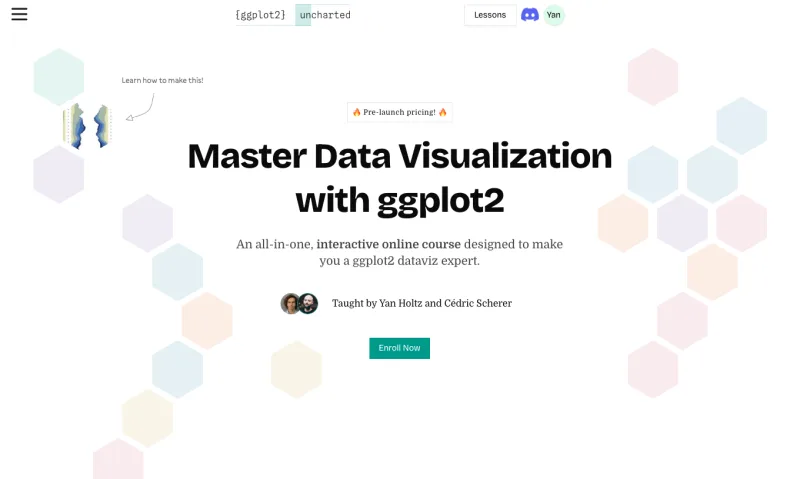 {ggplot2} uncharted
Lessons
Yan
Learn how to make this!
🔥 Pre-launch pricing! 🔥
Master Data Visualization
with ggplot2
An all-in-one, interactive online course designed to make
you a ggplot2 dataviz expert.
Taught by Yan Holtz and Cédric Scherer
Enroll Now